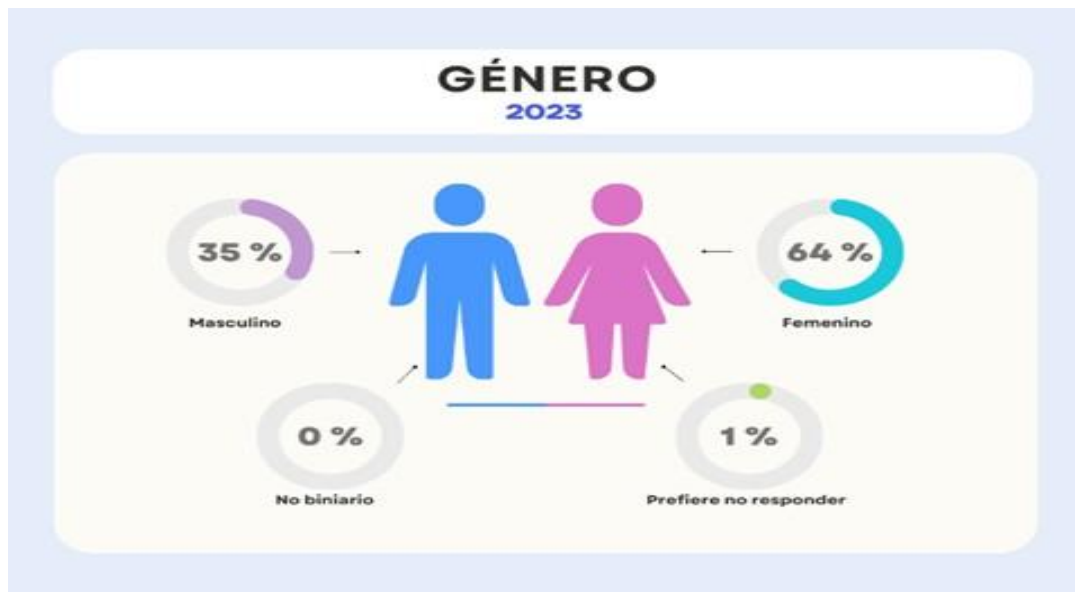 GÉNERO
2023
35 %
64 %
Masculino
Femenino
0 %
1 %
No biniario
Prefiere no responder